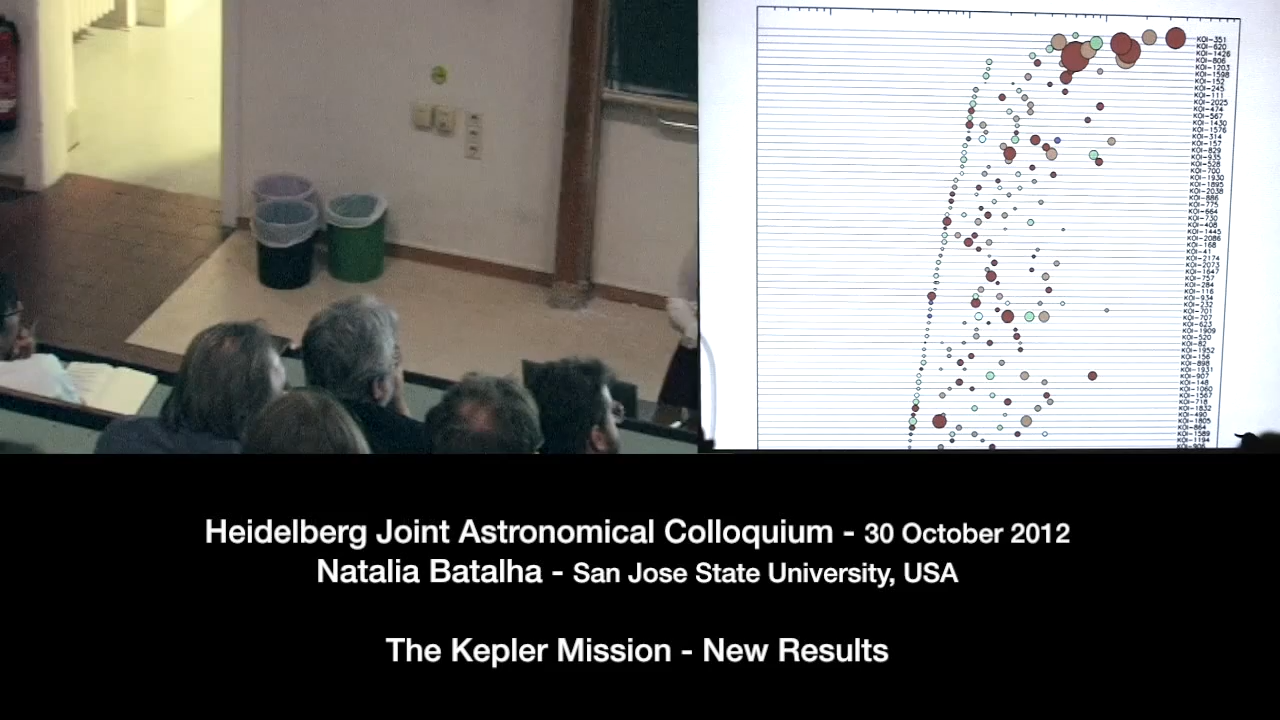 KOI-351
KOI-620
KOI-1426
KOI-806
KOI-1203
KOI-1598
KOI-152
KOI-245
KOI-111
KOI-2025
KOI-474
KOI-567
KOI-1430
KOI-1576
KOI-314
KOI-157
KOI-829
KOI-935
KOI-528
KOI-700
KOI-1930
KOI-1895
KOI-2038
KOI-886
KOI-775
KOI-664
KOI-730
KOI-408
KOI-1445
KOI-2086
KOI-168
KOI-41
KOI-2174
KOI-2073
KOI-1647
KOI-757
KOI-284
KOI-116
KOI-934
KOI-232
KOI-701
KOI-707
KOI-623
KOI-1909
KOI-520
KOI-82
KOI-1952
KOI-156
KOI-898
KOI-1931
KOI-907
KOI-148
KOI-1060
KOI-1567
KOI-718
KOI-1832
KOI-490
KOI-1805
KOI-864
KOI-1589
KOI-1194
Heidelberg Joint Astronomical Colloquium - 30 October 2012
Natalia Batalha - San Jose State University, USA
The Kepler Mission - New Results